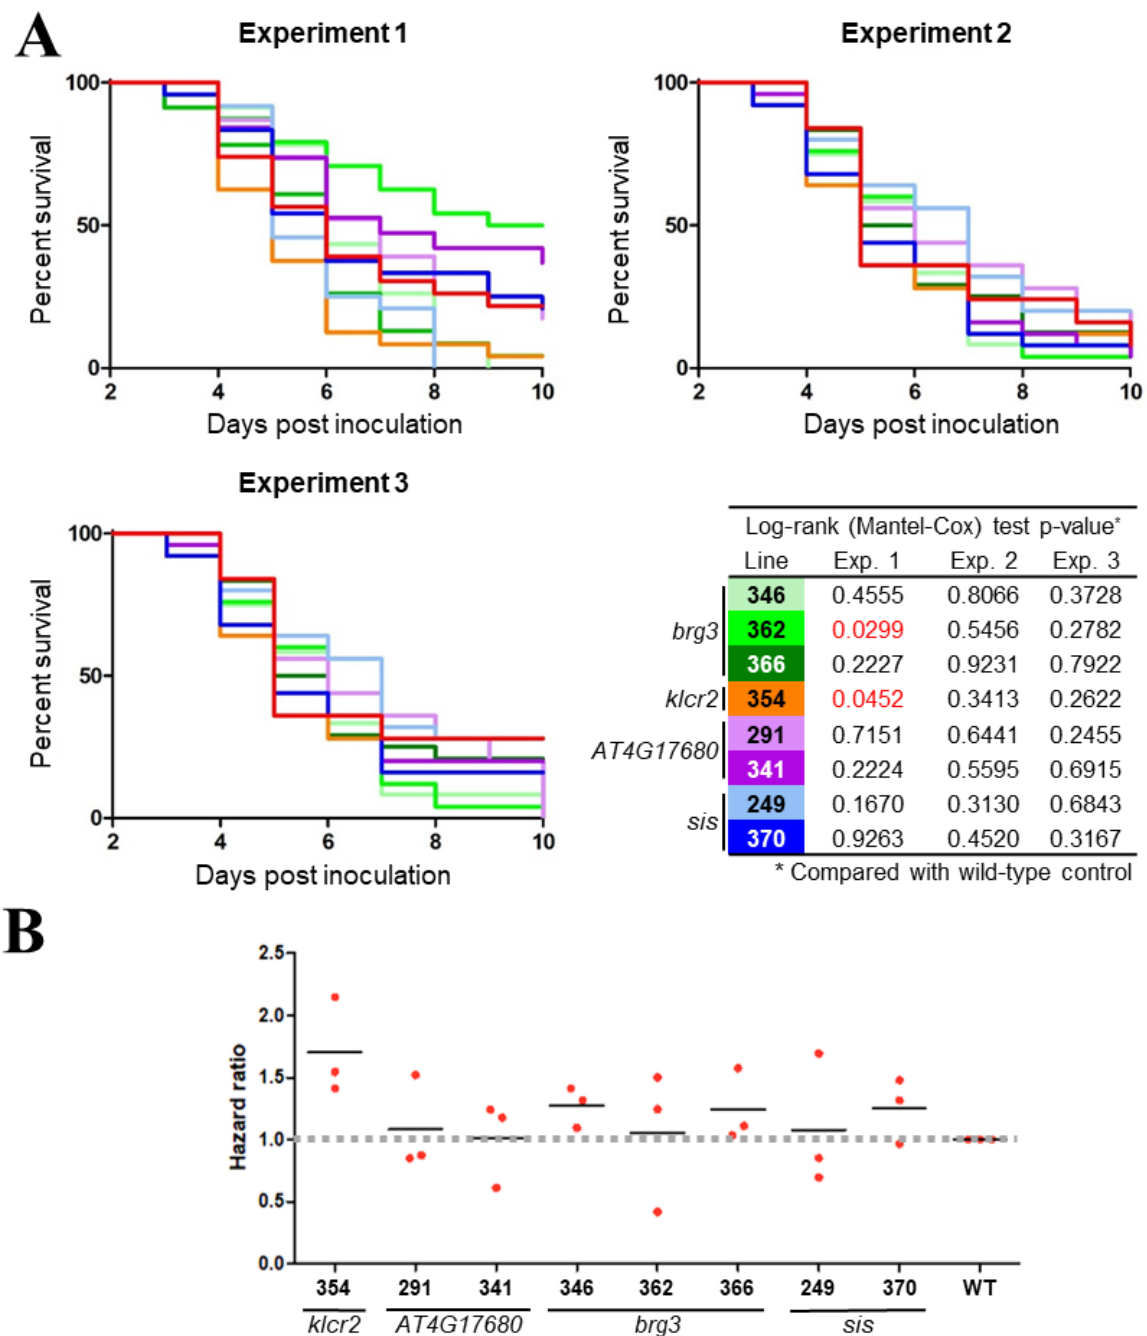 A
Experiment 1
Percent survival
100
50
0
2 4 6 8 10
Days post inoculation
Experiment 2
Percent survival
100
50
0
2 4 6 8 10
Days post inoculation
Experiment 3
Percent survival
100
50
0
2 4 6 8 10
Days post inoculation
Log-rank (Mantel-Cox) test p-value*
Line Exp. 1 Exp. 2 Exp. 3
346 0.4555 0.8066 0.3728
brg3 362 0.0299 0.5456 0.2782
366 0.2227 0.9231 0.7922
klcr2 354 0.0452 0.3413 0.2622
291 0.7151 0.6441 0.2455
AT4G17680
341 0.2224 0.5595 0.6915
249 0.1670 0.3130 0.6843
sis
370 0.9263 0.4520 0.3167
* Compared with wild-type control
B
Hazard ratio
2.5
2.0
1.5
1.0
0.5
0.0
354 291 341 346 362 366 249 370 WT
klcr2 AT4G17680 brg3 sis